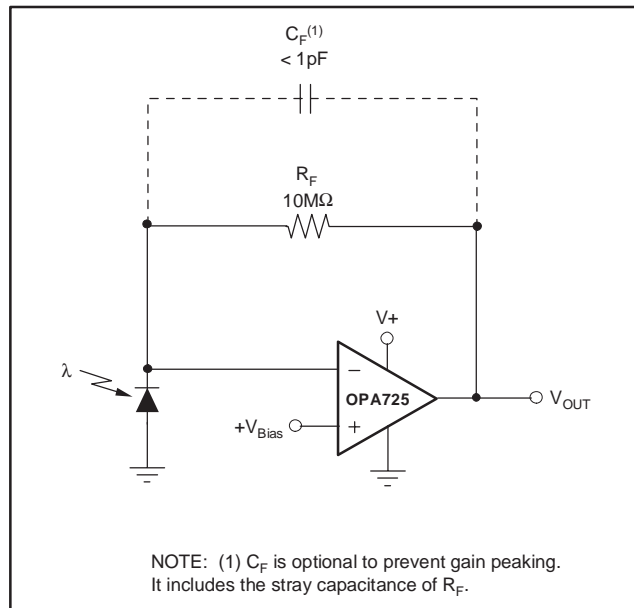 C_F^(1)
< 1pF
R_F
10MΩ
λ
V+
−
OPA725
+V_Bias
+
V_OUT
NOTE: (1) C_F is optional to prevent gain peaking.
It includes the stray capacitance of R_F.